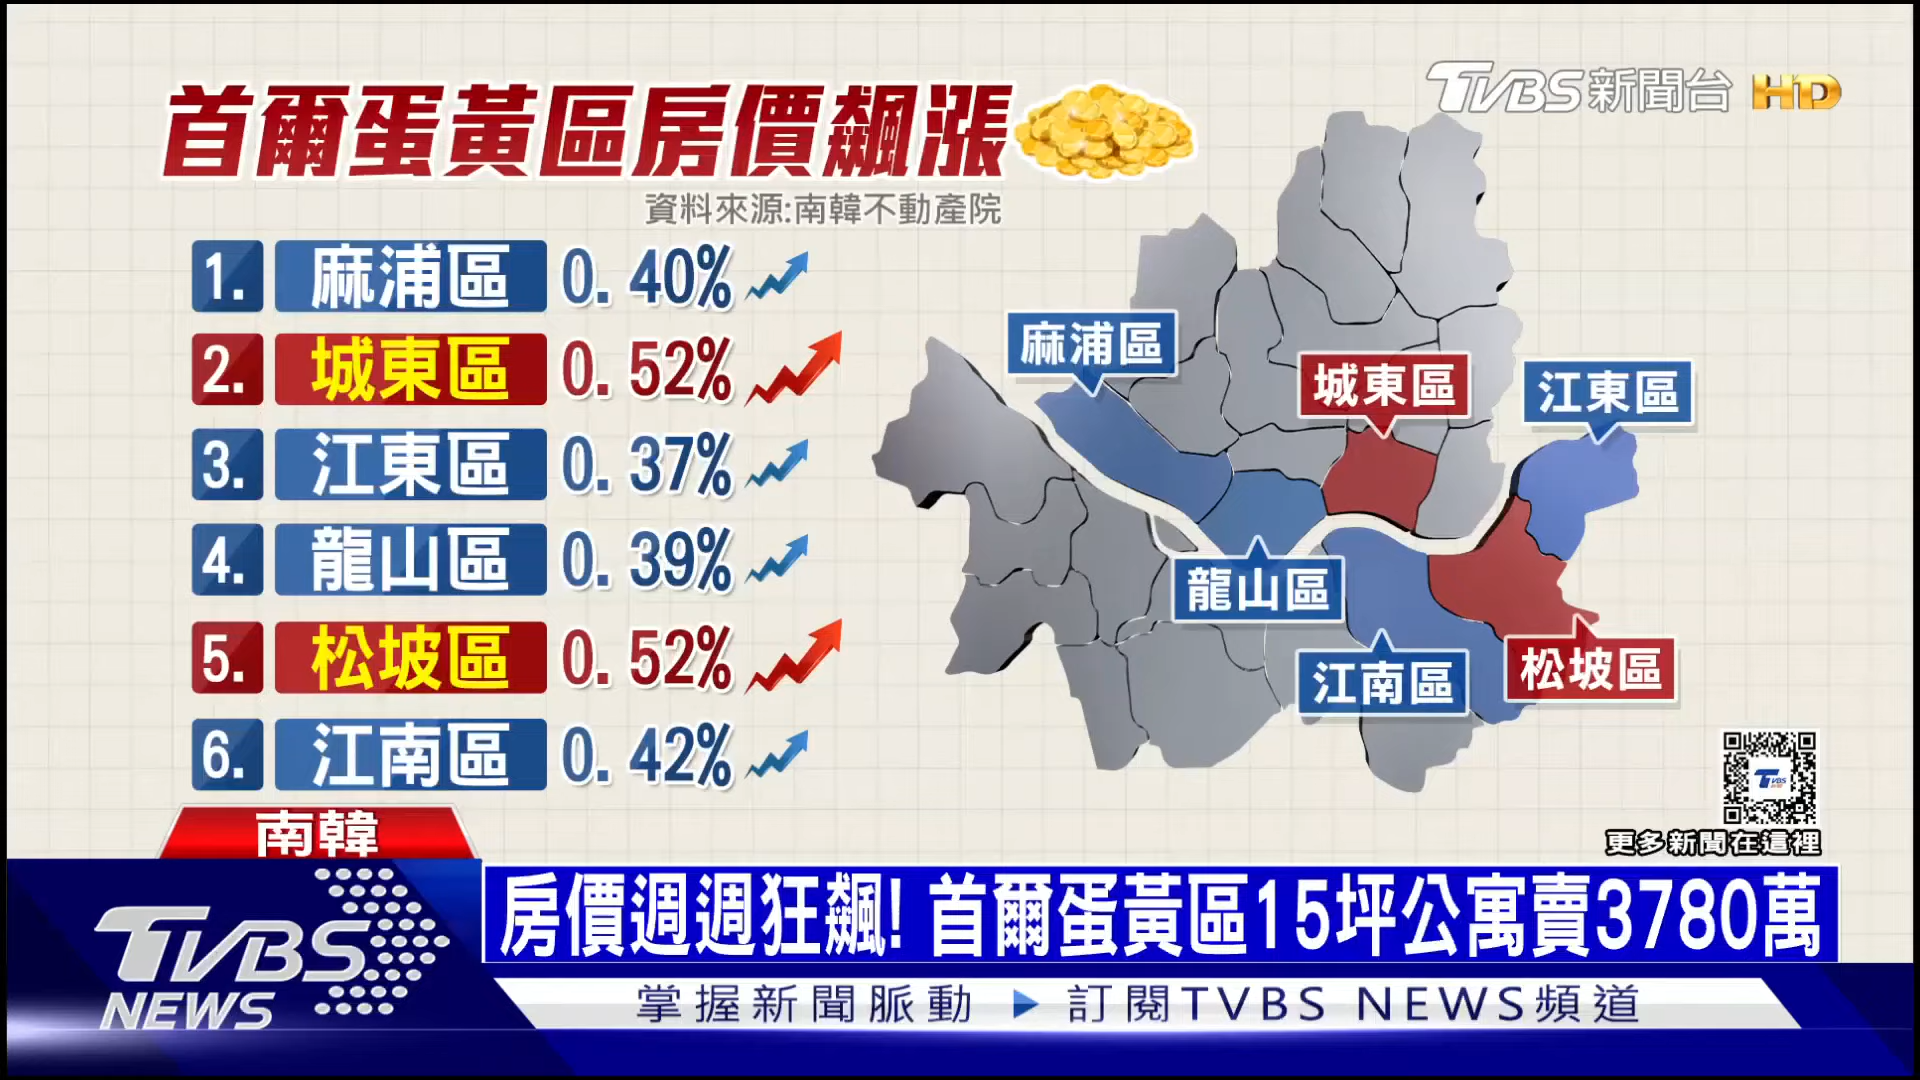 TVBS新聞台 HD
首爾蛋黃區房價飆漲
資料來源:南韓不動產院
1. 麻浦區 0.40%
2. 城東區 0.52%
3. 江東區 0.37%
4. 龍山區 0.39%
5. 松坡區 0.52%
6. 江南區 0.42%
麻浦區
城東區
江東區
龍山區
江南區
松坡區
TVBS
更多新聞在這裡
南韓
房價週週狂飆!首爾蛋黃區15坪公寓賣3780萬
TVBS
NEWS
掌握新聞脈動 ▶ 訂閱TVBS NEWS頻道